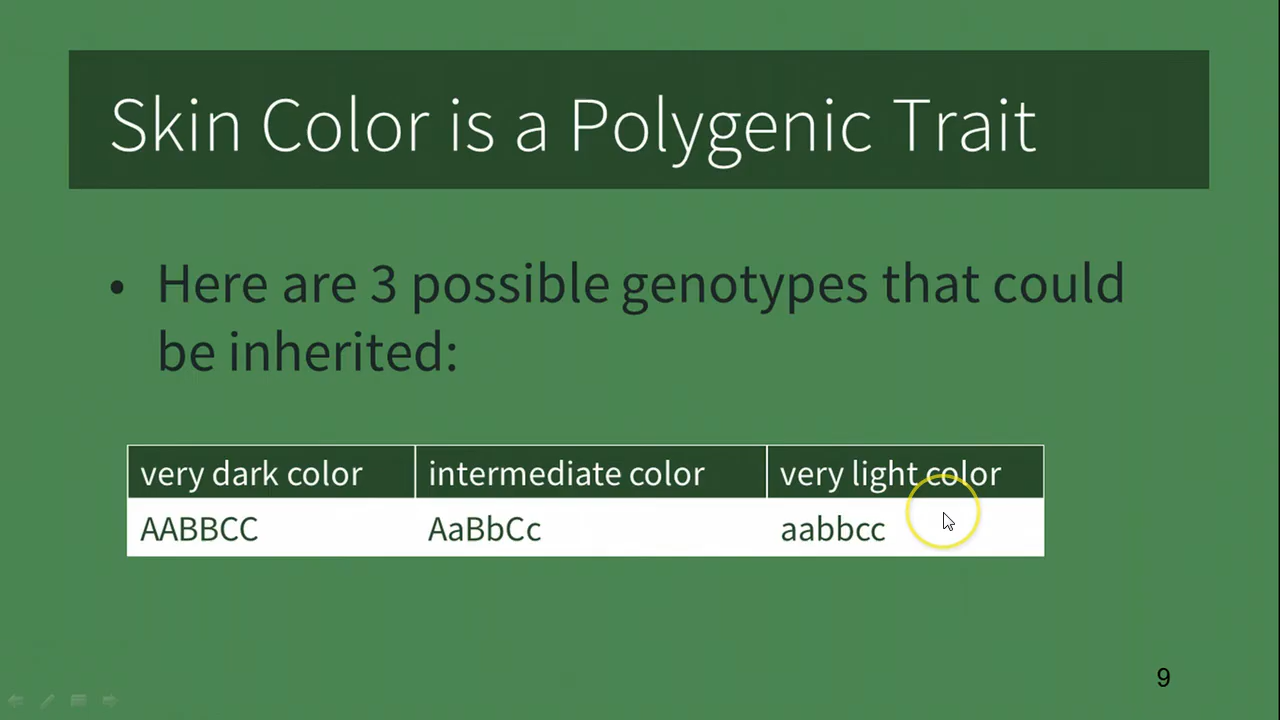 Skin Color is a Polygenic Trait
• Here are 3 possible genotypes that could
be inherited:
very dark color intermediate color very light color
AABBCC AaBbCc aabbcc
9